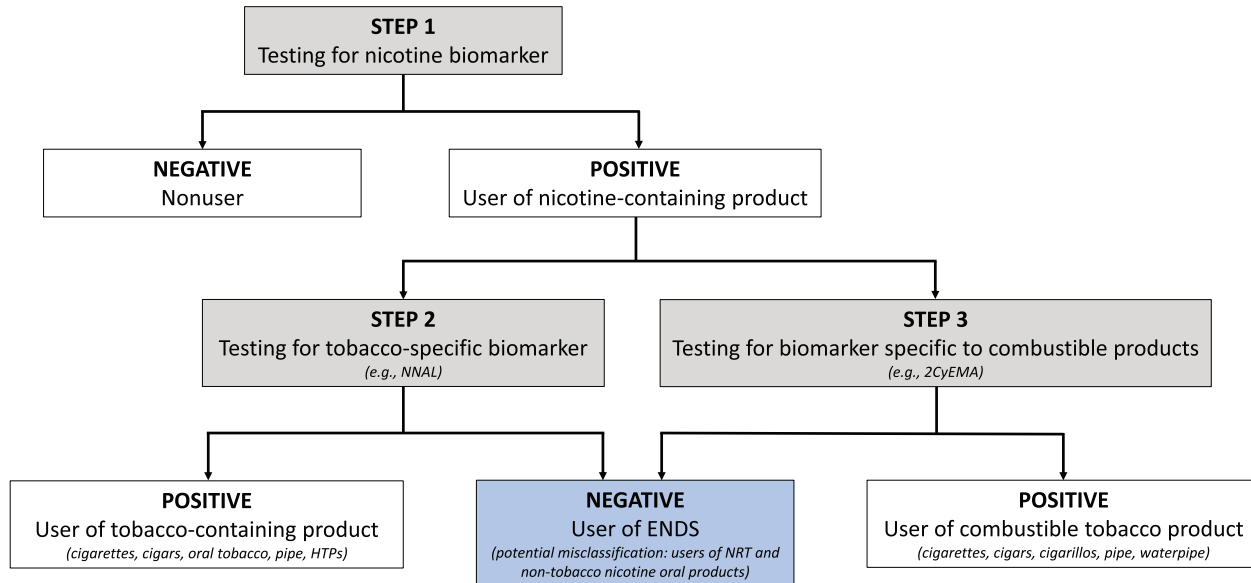 STEP 1
Testing for nicotine biomarker
NEGATIVE
Nonuser
POSITIVE
User of nicotine-containing product
STEP 2
Testing for tobacco-specific biomarker
(e.g., NNAL)
STEP 3
Testing for biomarker specific to combustible products
(e.g., 2CyEMA)
POSITIVE
User of tobacco-containing product
(cigarettes, cigars, oral tobacco, pipe, HTPs)
NEGATIVE
User of ENDS
(potential misclassification: users of NRT and
non-tobacco nicotine oral products)
POSITIVE
User of combustible tobacco product
(cigarettes, cigars, cigarillos, pipe, waterpipe)